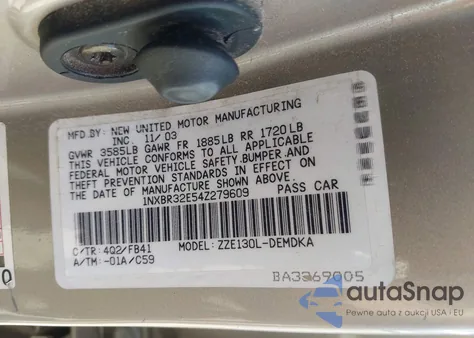 MFD.BY: NEW UNITED MOTOR MANUFACTURING
INC. 11/03
GVWR 3585LB GAWR FR 1885LB RR 1720LB
THIS VEHICLE CONFORMS TO ALL APPLICABLE
FEDERAL MOTOR VEHICLE SAFETY, BUMPER, AND
THEFT PREVENTION STANDARDS IN EFFECT ON
THE DATE OF MANUFACTURE SHOWN ABOVE.
1NXBR32E54Z279609 PASS CAR
C/TR: 4Q2/FB41 MODEL: ZZE130L-DEMDKA
A/TM: -01A/C59
BA3369005
0
autoSnap
Pewne auta z aukcji USA i EU